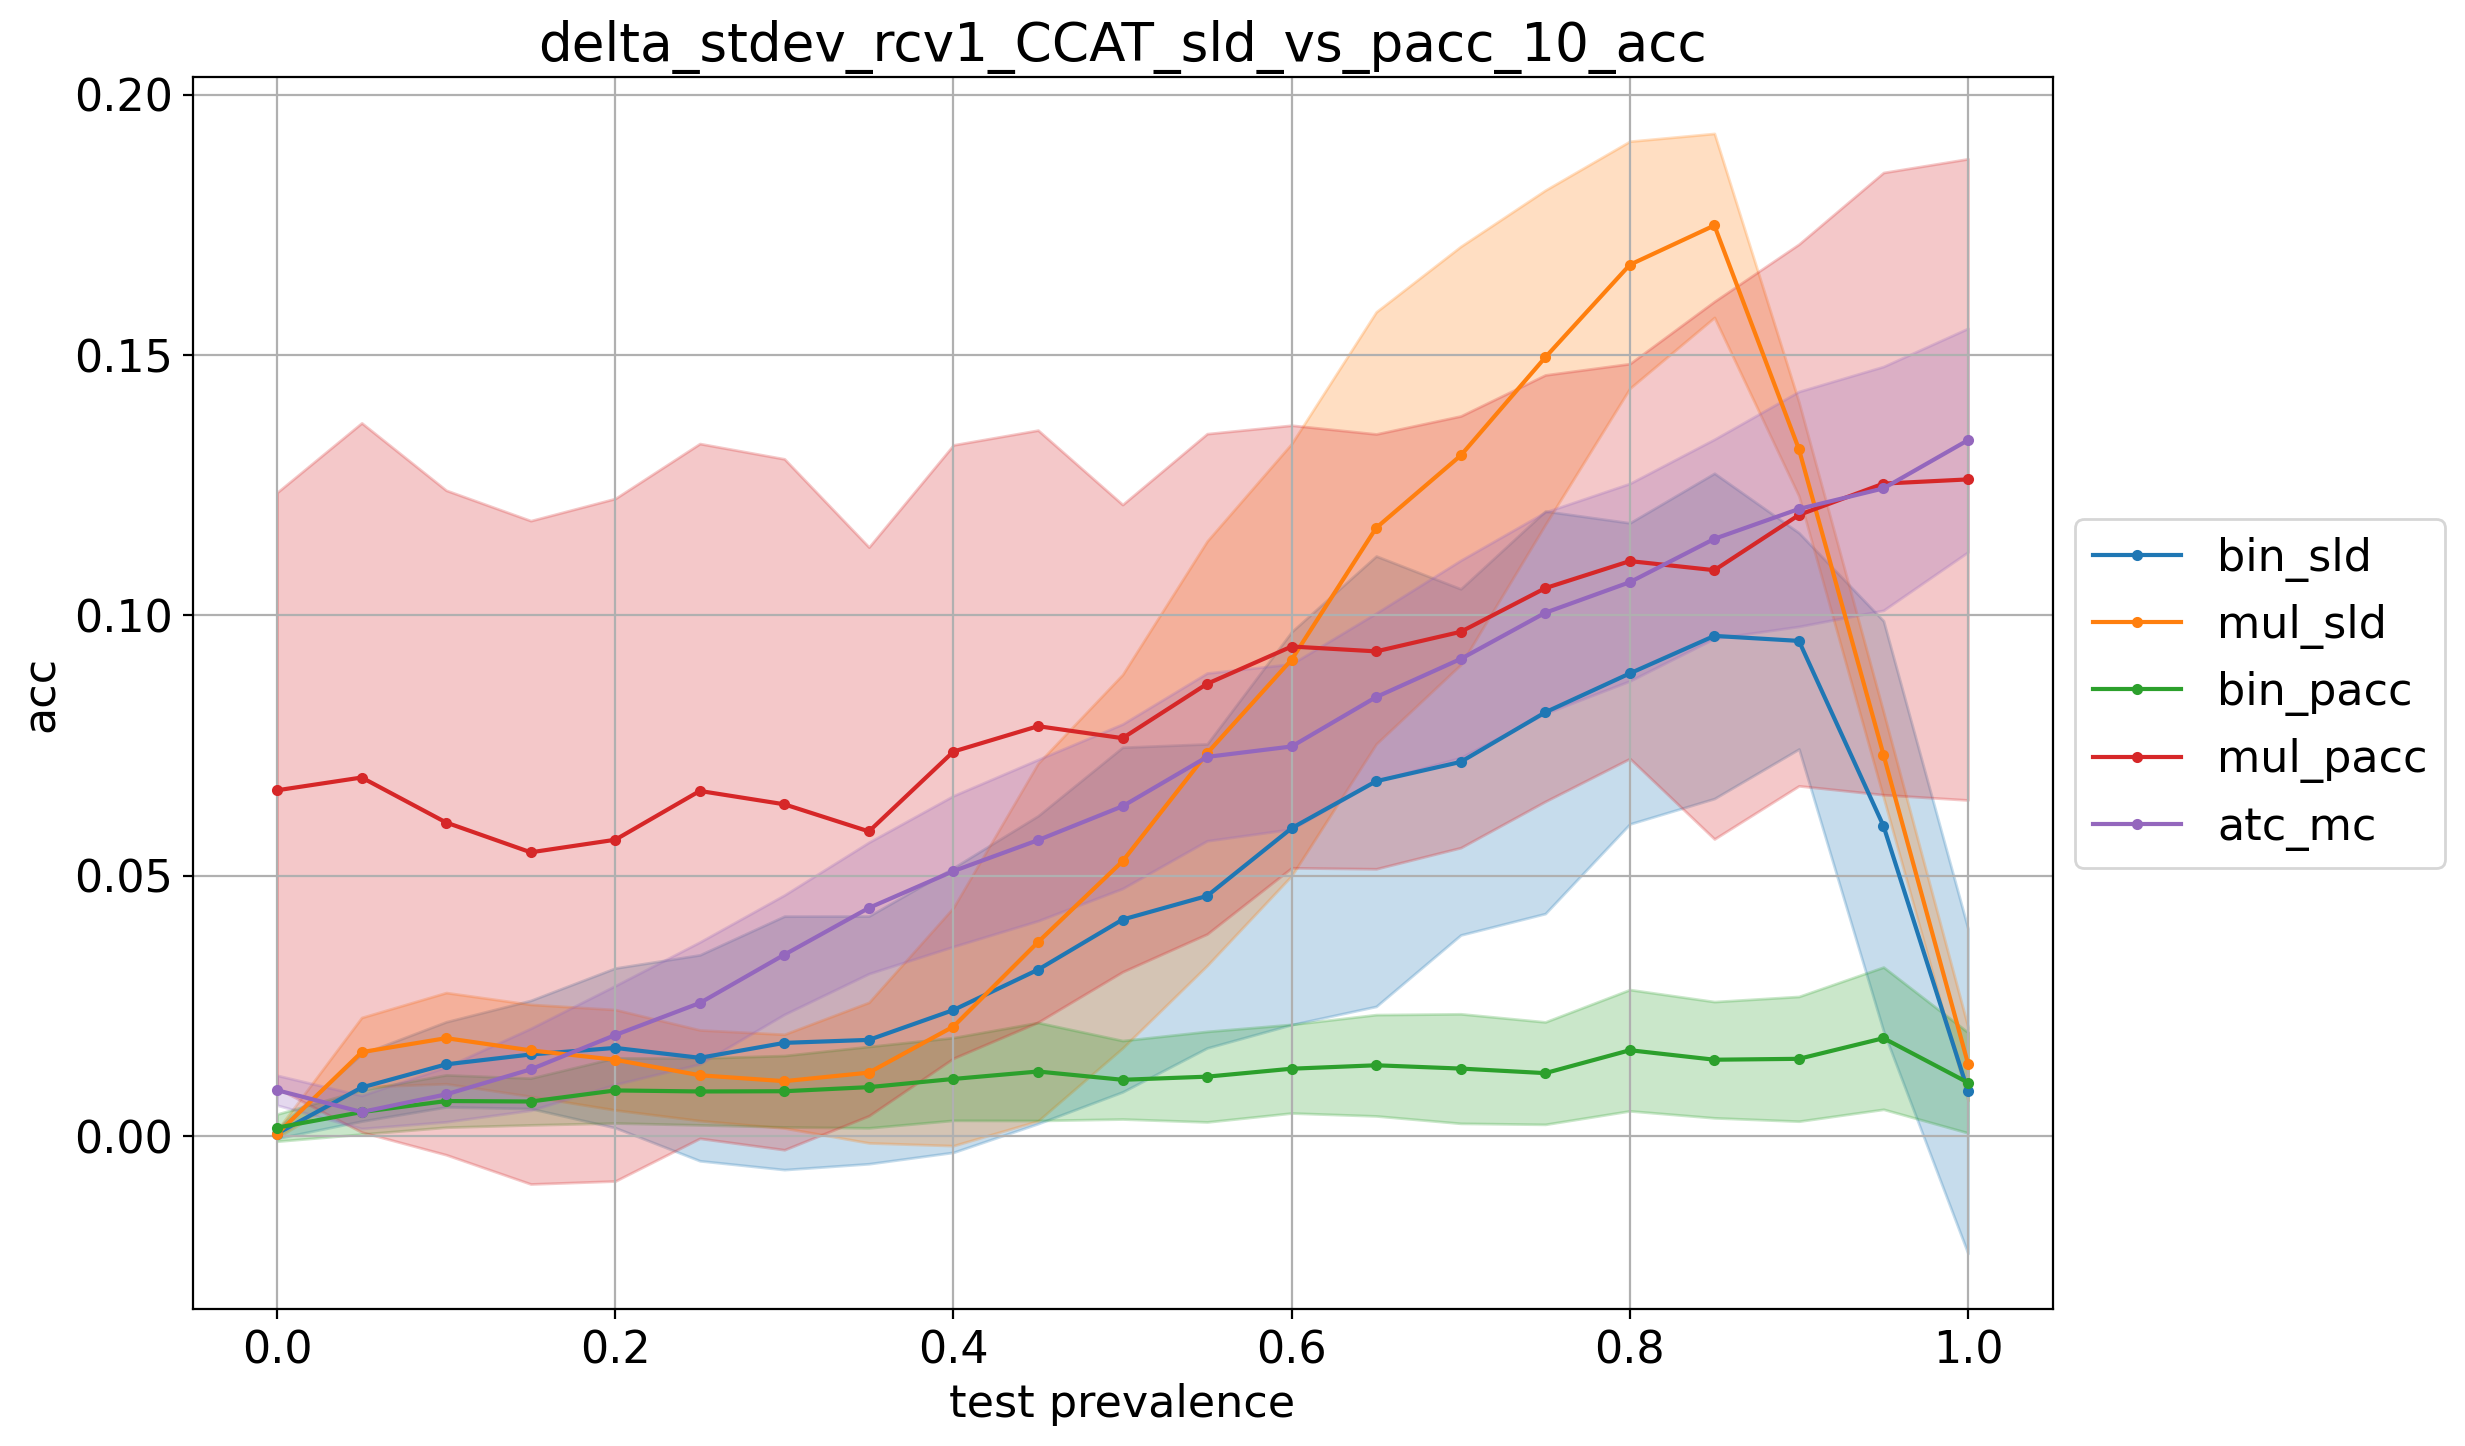 delta_stdev_rcv1_CCAT_sld_vs_pacc_10_acc
0.20
0.15
0.10
0.05
0.00
acc
0.0 0.2 0.4 0.6 0.8 1.0
test prevalence
bin_sld
mul_sld
bin_pacc
mul_pacc
atc_mc